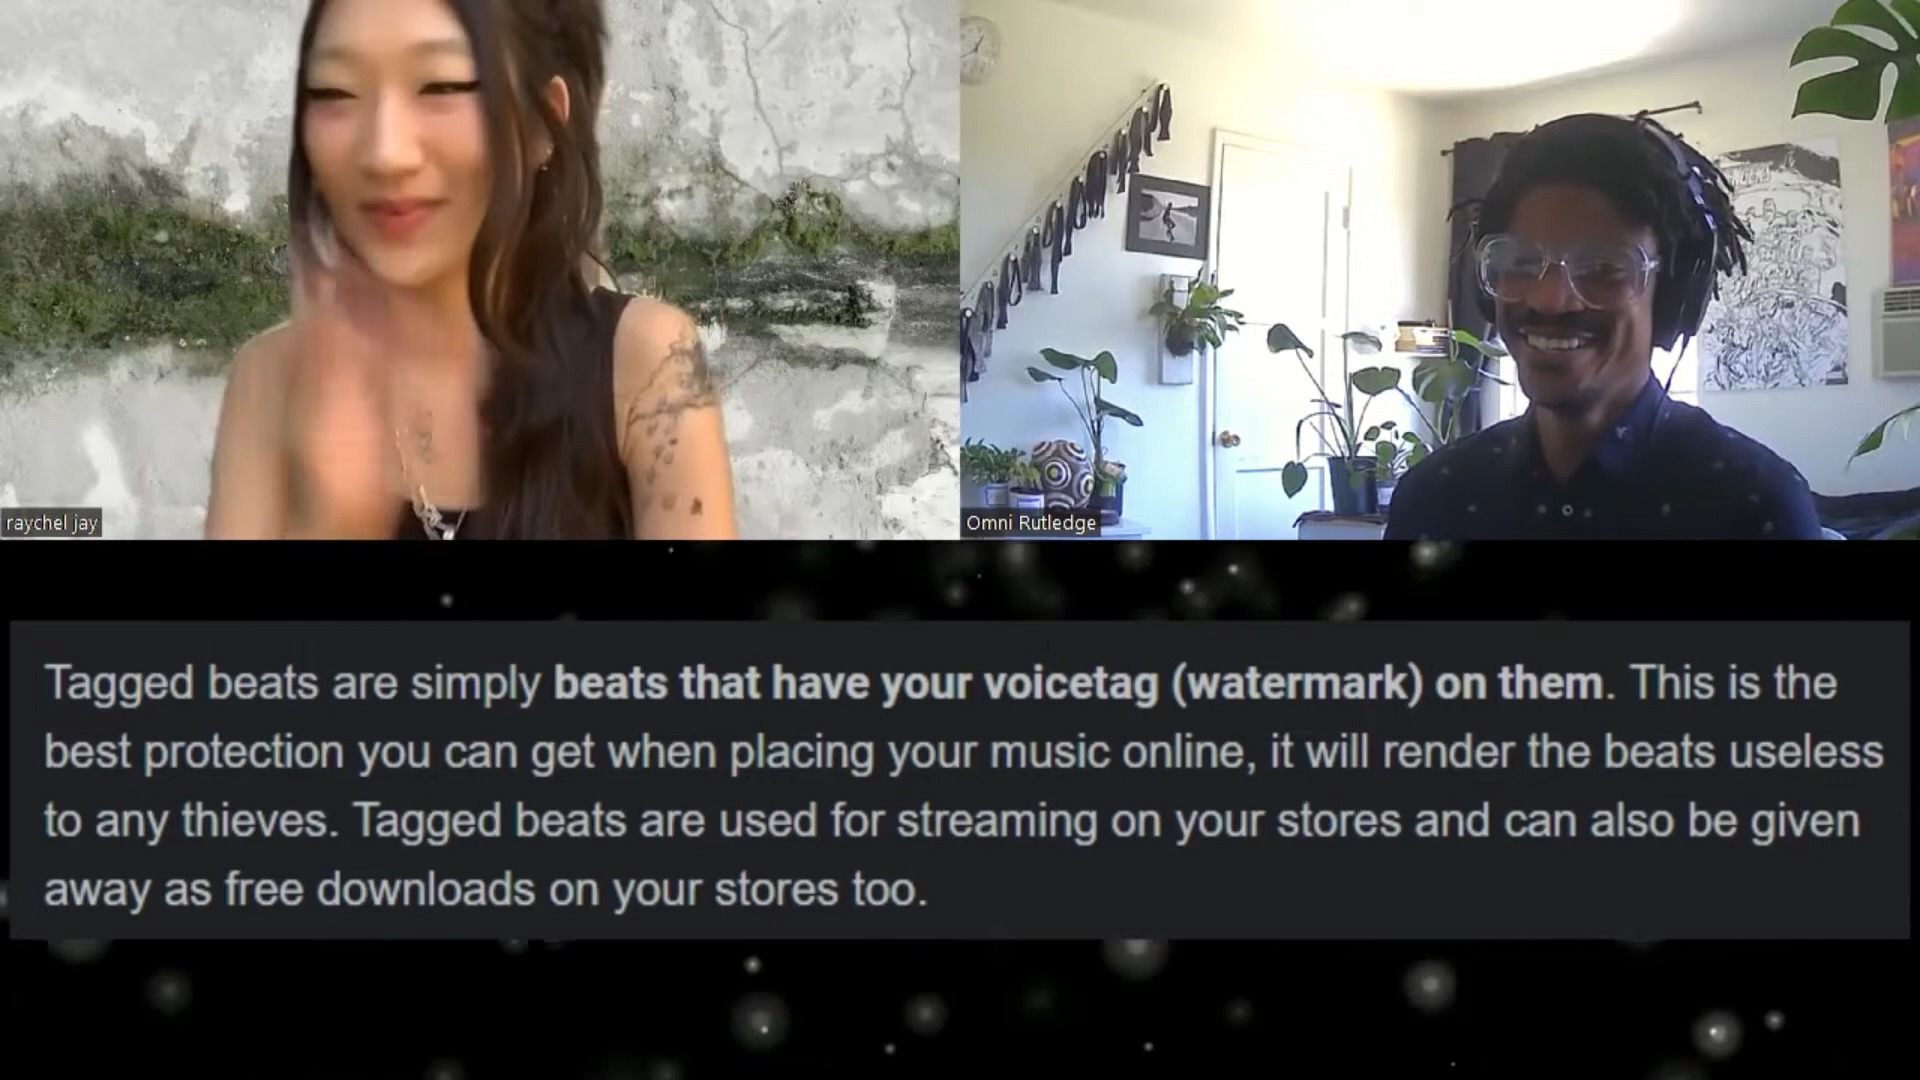 raychel jay
Omni Rutledge
Tagged beats are simply beats that have your voicetag (watermark) on them. This is the
best protection you can get when placing your music online, it will render the beats useless
to any thieves. Tagged beats are used for streaming on your stores and can also be given
away as free downloads on your stores too.